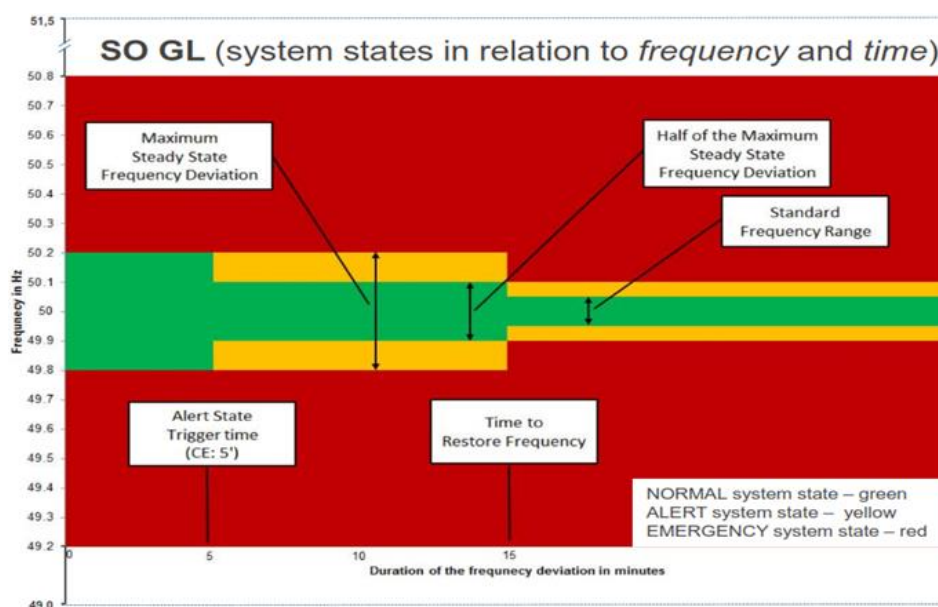 51,5
SO GL (system states in relation to frequency and time)
50.8
50.7
50.6
50.5
50.4
50.3
50.2
50.1
50
49.9
49.8
49.7
49.6
49.5
49.4
49.3
49.2
49,0
Frequnecy in Hz
Maximum
Steady State
Frequency Deviation
Half of the Maximum
Steady State
Frequency Deviation
Standard
Frequency Range
Alert State
Trigger time
(CE: 5')
Time to
Restore Frequency
NORMAL system state – green
ALERT system state – yellow
EMERGENCY system state – red
0
5
10
15
Duration of the frequnecy deviation in minutes